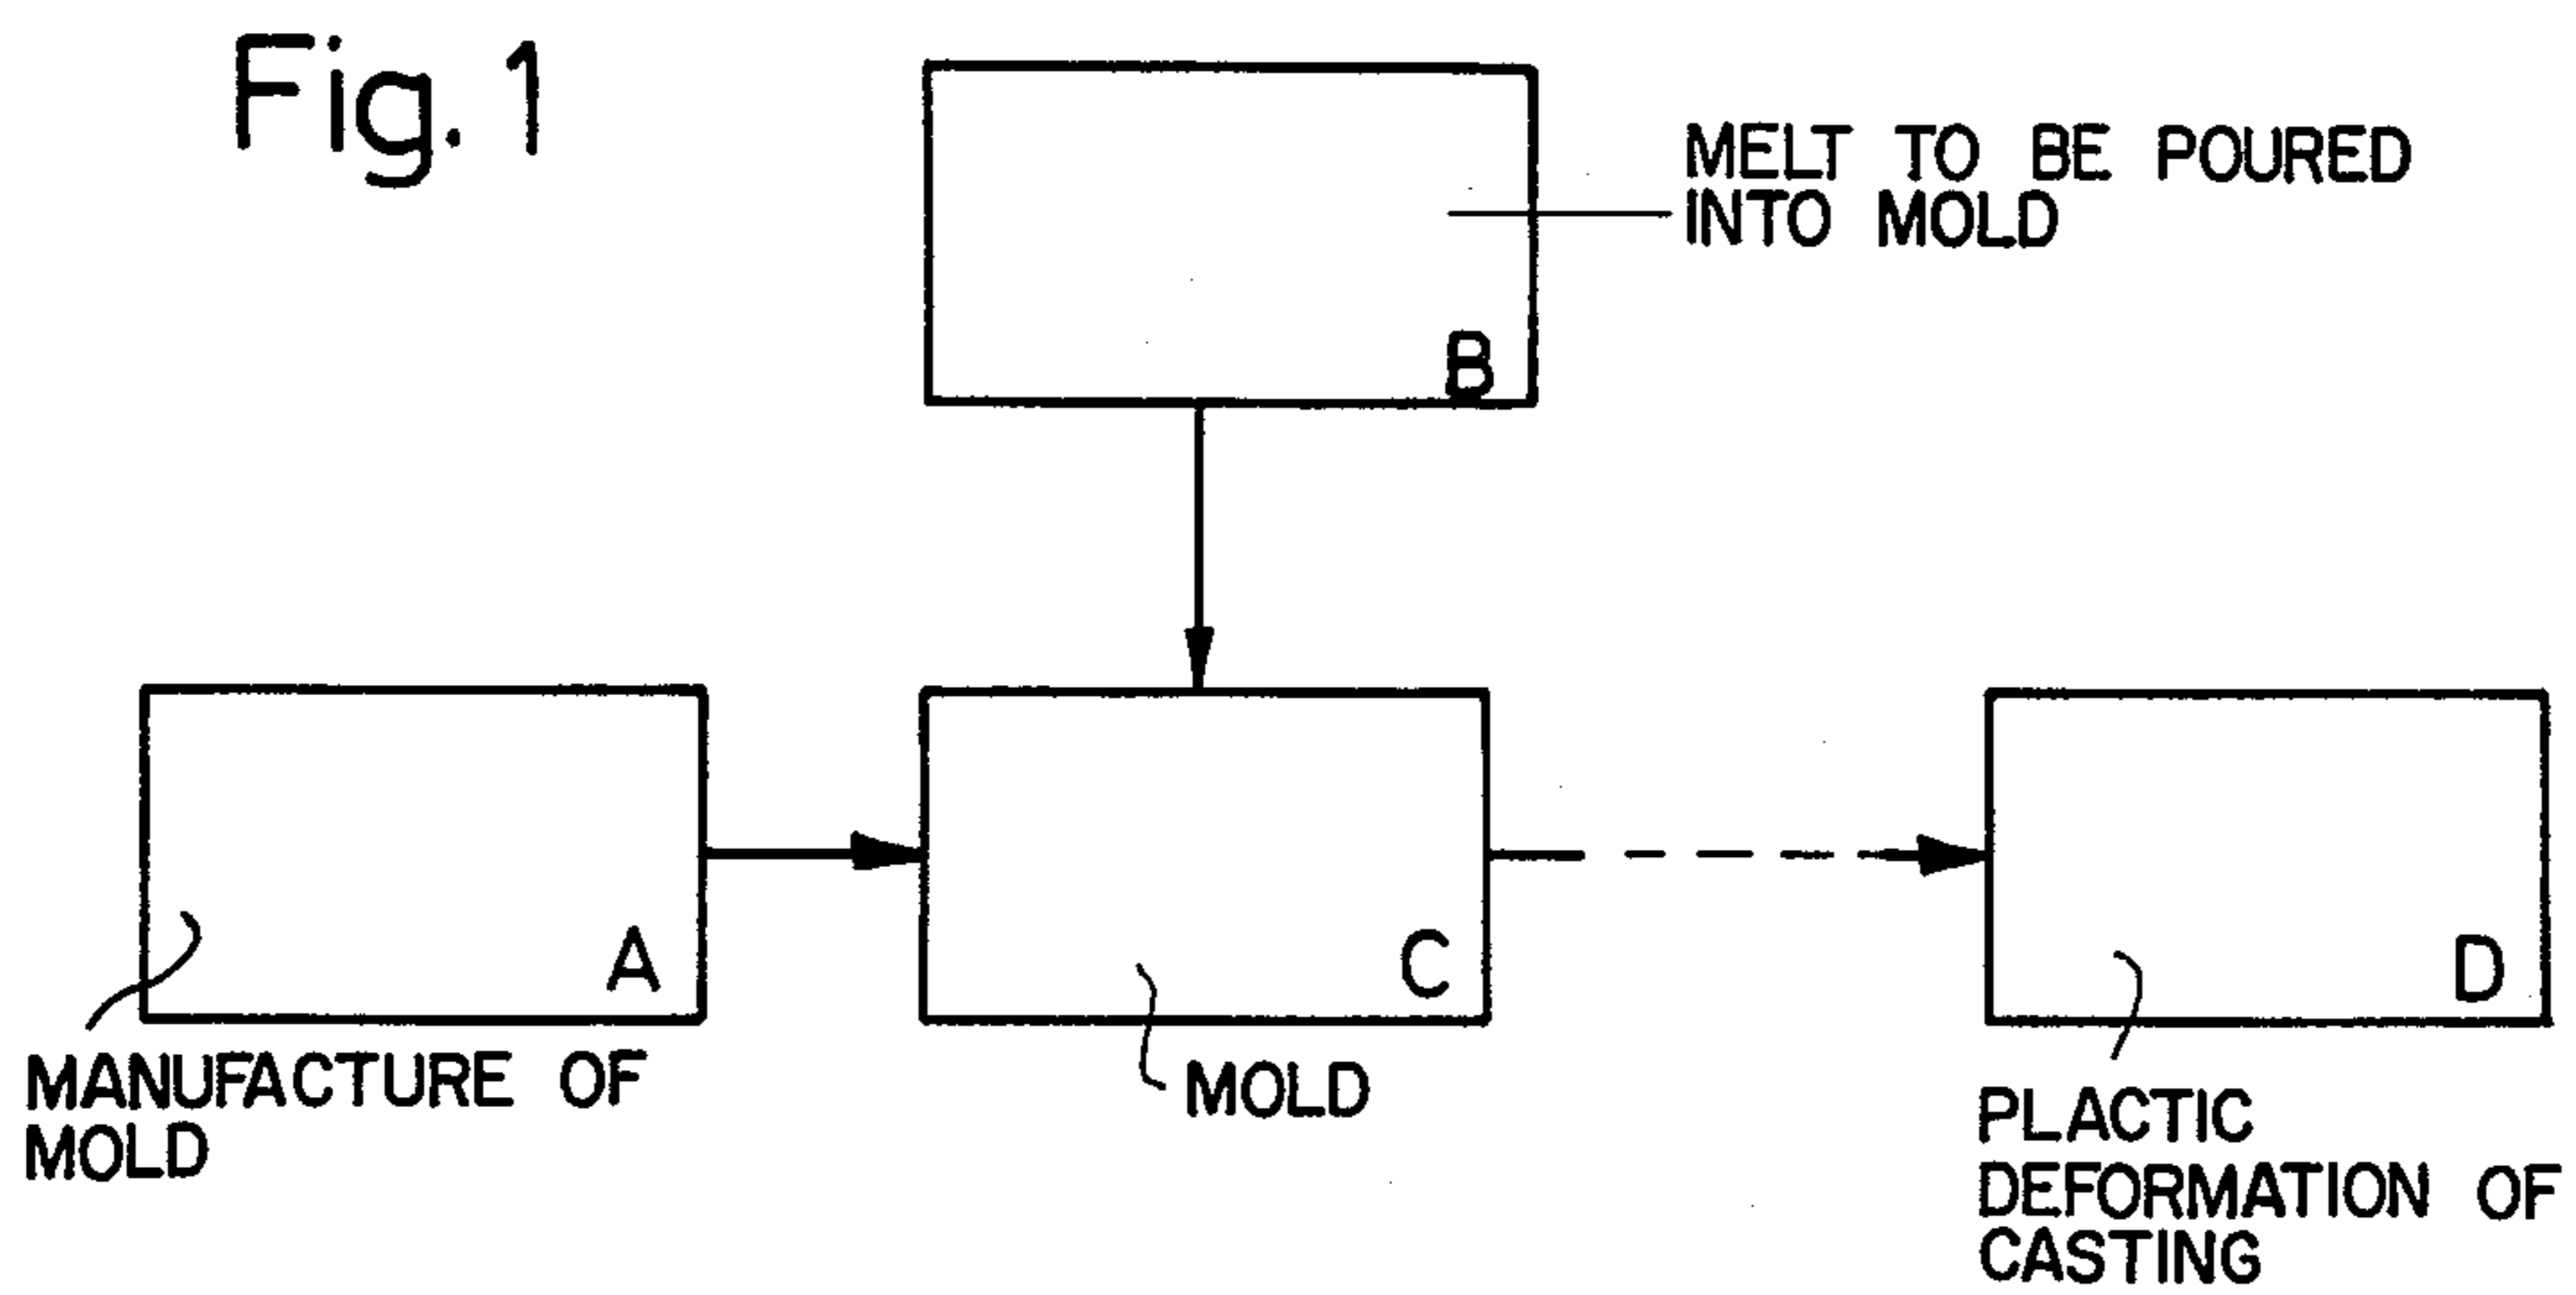 Fig. 1
MELT TO BE POURED
INTO MOLD
B
A
C
D
MANUFACTURE OF
MOLD
MOLD
PLACTIC
DEFORMATION OF
CASTING